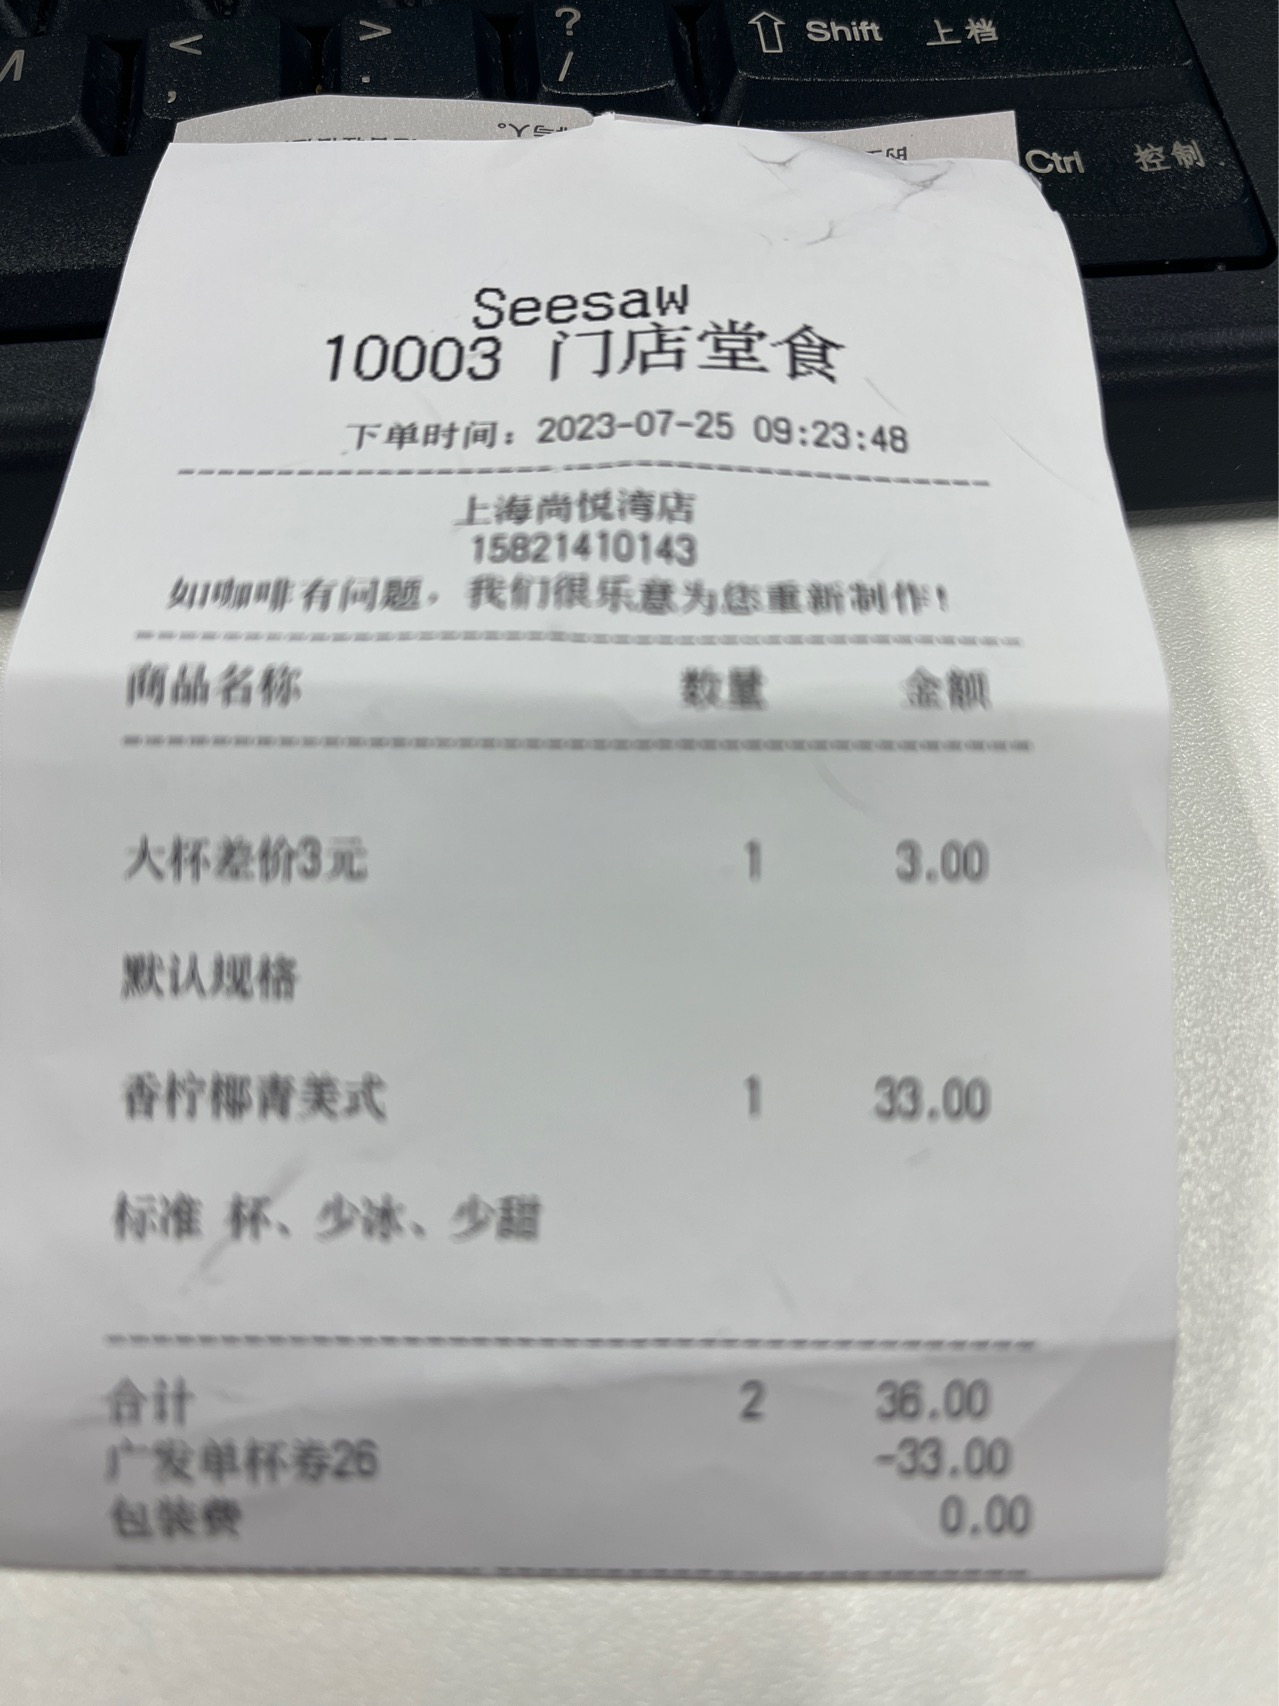 M
<
,
>
.
?
/
Shift 上档
Ctrl 控制
Seesaw
10003 门店堂食
下单时间：2023-07-25 09:23:48
上海尚悦湾店
15821410143
如咖啡有问题，我们很乐意为您重新制作！
商品名称 数量 金额
大杯差价3元 1 3.00
默认规格
香柠椰青美式 1 33.00
标准 杯、少冰、少甜
合计 2 36.00
广发单杯券26 -33.00
包装费 0.00